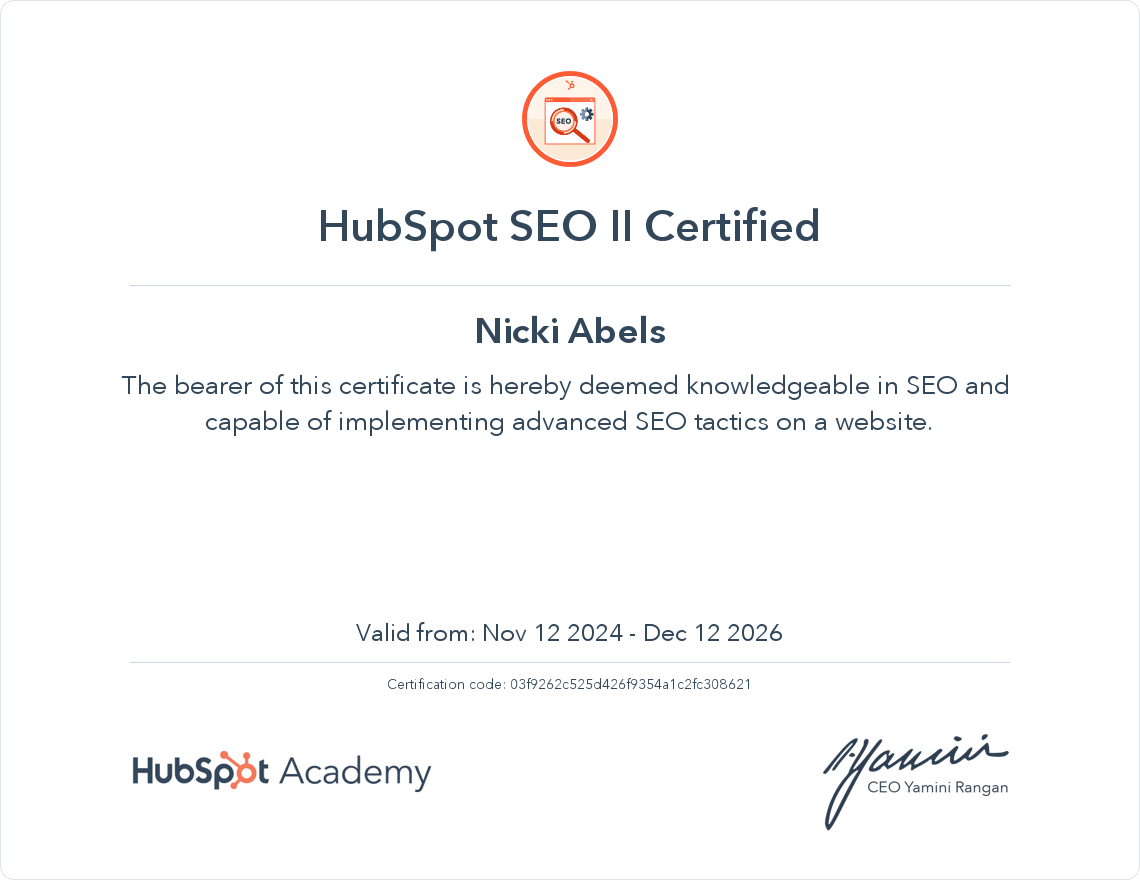 SEO
HubSpot SEO II Certified
Nicki Abels
The bearer of this certificate is hereby deemed knowledgeable in SEO and
capable of implementing advanced SEO tactics on a website.
Valid from: Nov 12 2024 - Dec 12 2026
Certification code: 03f9262c525d426f9354a1c2fc308621
HubSpot Academy
CEO Yamini Rangan